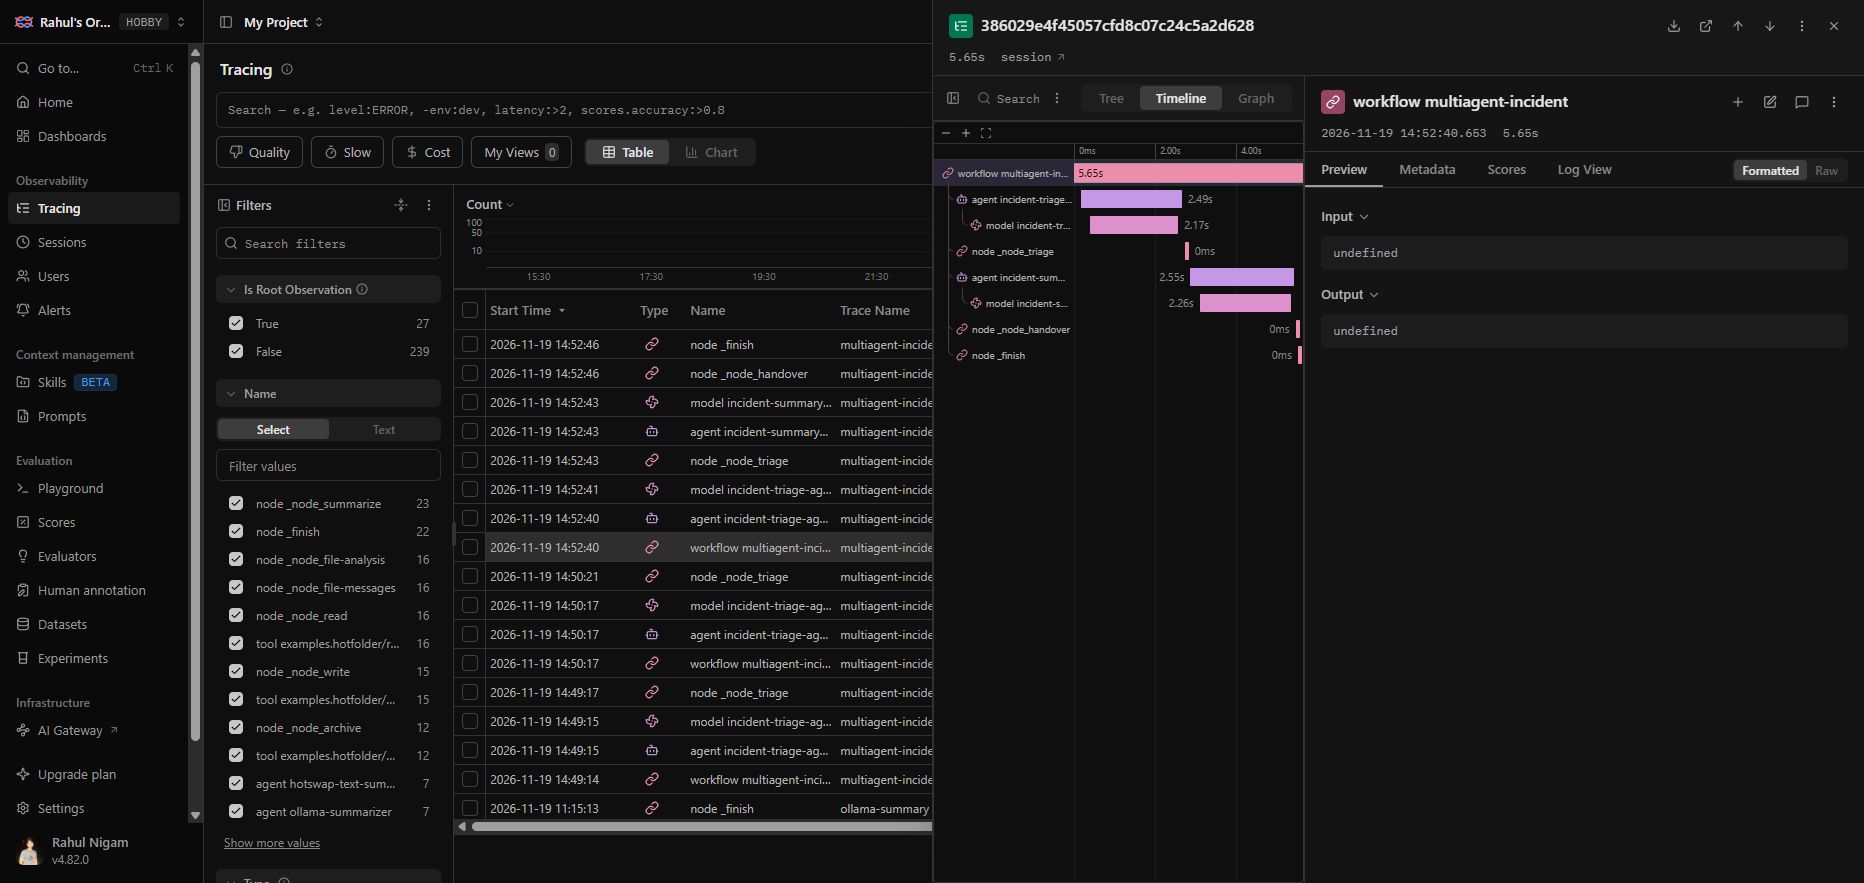 Rahul's Or... HOBBY
Go to... Ctrl K
Home
Dashboards
Observability
Tracing
Sessions
Users
Alerts
Context management
Skills BETA
Prompts
Evaluation
Playground
Scores
Evaluators
Human annotation
Datasets
Experiments
Infrastructure
AI Gateway
Upgrade plan
Settings
Rahul Nigam
v4.82.0
My Project
Tracing
Search — e.g. level:ERROR, -env:dev, latency:>2, scores.accuracy:>0.8
Quality Slow Cost My Views 0 Table Chart
Filters
Search filters
Is Root Observation
True 27
False 239
Name
Select Text
Filter values
node _node_summarize 23
node _finish 22
node _node_file-analysis 16
node _node_file-messages 16
node _node_read 16
tool examples.hotfolder/r... 16
node _node_write 15
tool examples.hotfolder/... 15
node _node_archive 12
tool examples.hotfolder/... 12
agent hotswap-text-sum... 7
agent ollama-summarizer 7
Show more values
Count
100
50
10
15:30 17:30 19:30 21:30
Start Time Type Name Trace Name
2026-11-19 14:52:46 node _finish multiagent-incide
2026-11-19 14:52:46 node _node_handover multiagent-incide
2026-11-19 14:52:43 model incident-summary... multiagent-incide
2026-11-19 14:52:43 agent incident-summary... multiagent-incide
2026-11-19 14:52:43 node _node_triage multiagent-incide
2026-11-19 14:52:41 model incident-triage-ag... multiagent-incide
2026-11-19 14:52:40 agent incident-triage-ag... multiagent-incide
2026-11-19 14:52:40 workflow multiagent-inci... multiagent-incide
2026-11-19 14:50:21 node _node_triage multiagent-incide
2026-11-19 14:50:17 model incident-triage-ag... multiagent-incide
2026-11-19 14:50:17 agent incident-triage-ag... multiagent-incide
2026-11-19 14:50:17 workflow multiagent-inci... multiagent-incide
2026-11-19 14:49:17 node _node_triage multiagent-incide
2026-11-19 14:49:15 model incident-triage-ag... multiagent-incide
2026-11-19 14:49:15 agent incident-triage-ag... multiagent-incide
2026-11-19 14:49:14 workflow multiagent-inci... multiagent-incide
2026-11-19 11:15:13 node _finish ollama-summary
386029e4f45057cfd8c07c24c5a2d628
5.65s session
Search Tree Timeline Graph
0ms 2.00s 4.00s
workflow multiagent-in... 5.65s
agent incident-triage... 2.49s
model incident-tr... 2.17s
node _node_triage 0ms
agent incident-sum... 2.55s
model incident-s... 2.26s
node _node_handover 0ms
node _finish 0ms
workflow multiagent-incident
2026-11-19 14:52:40.653 5.65s
Preview Metadata Scores Log View Formatted Raw
Input
undefined
Output
undefined